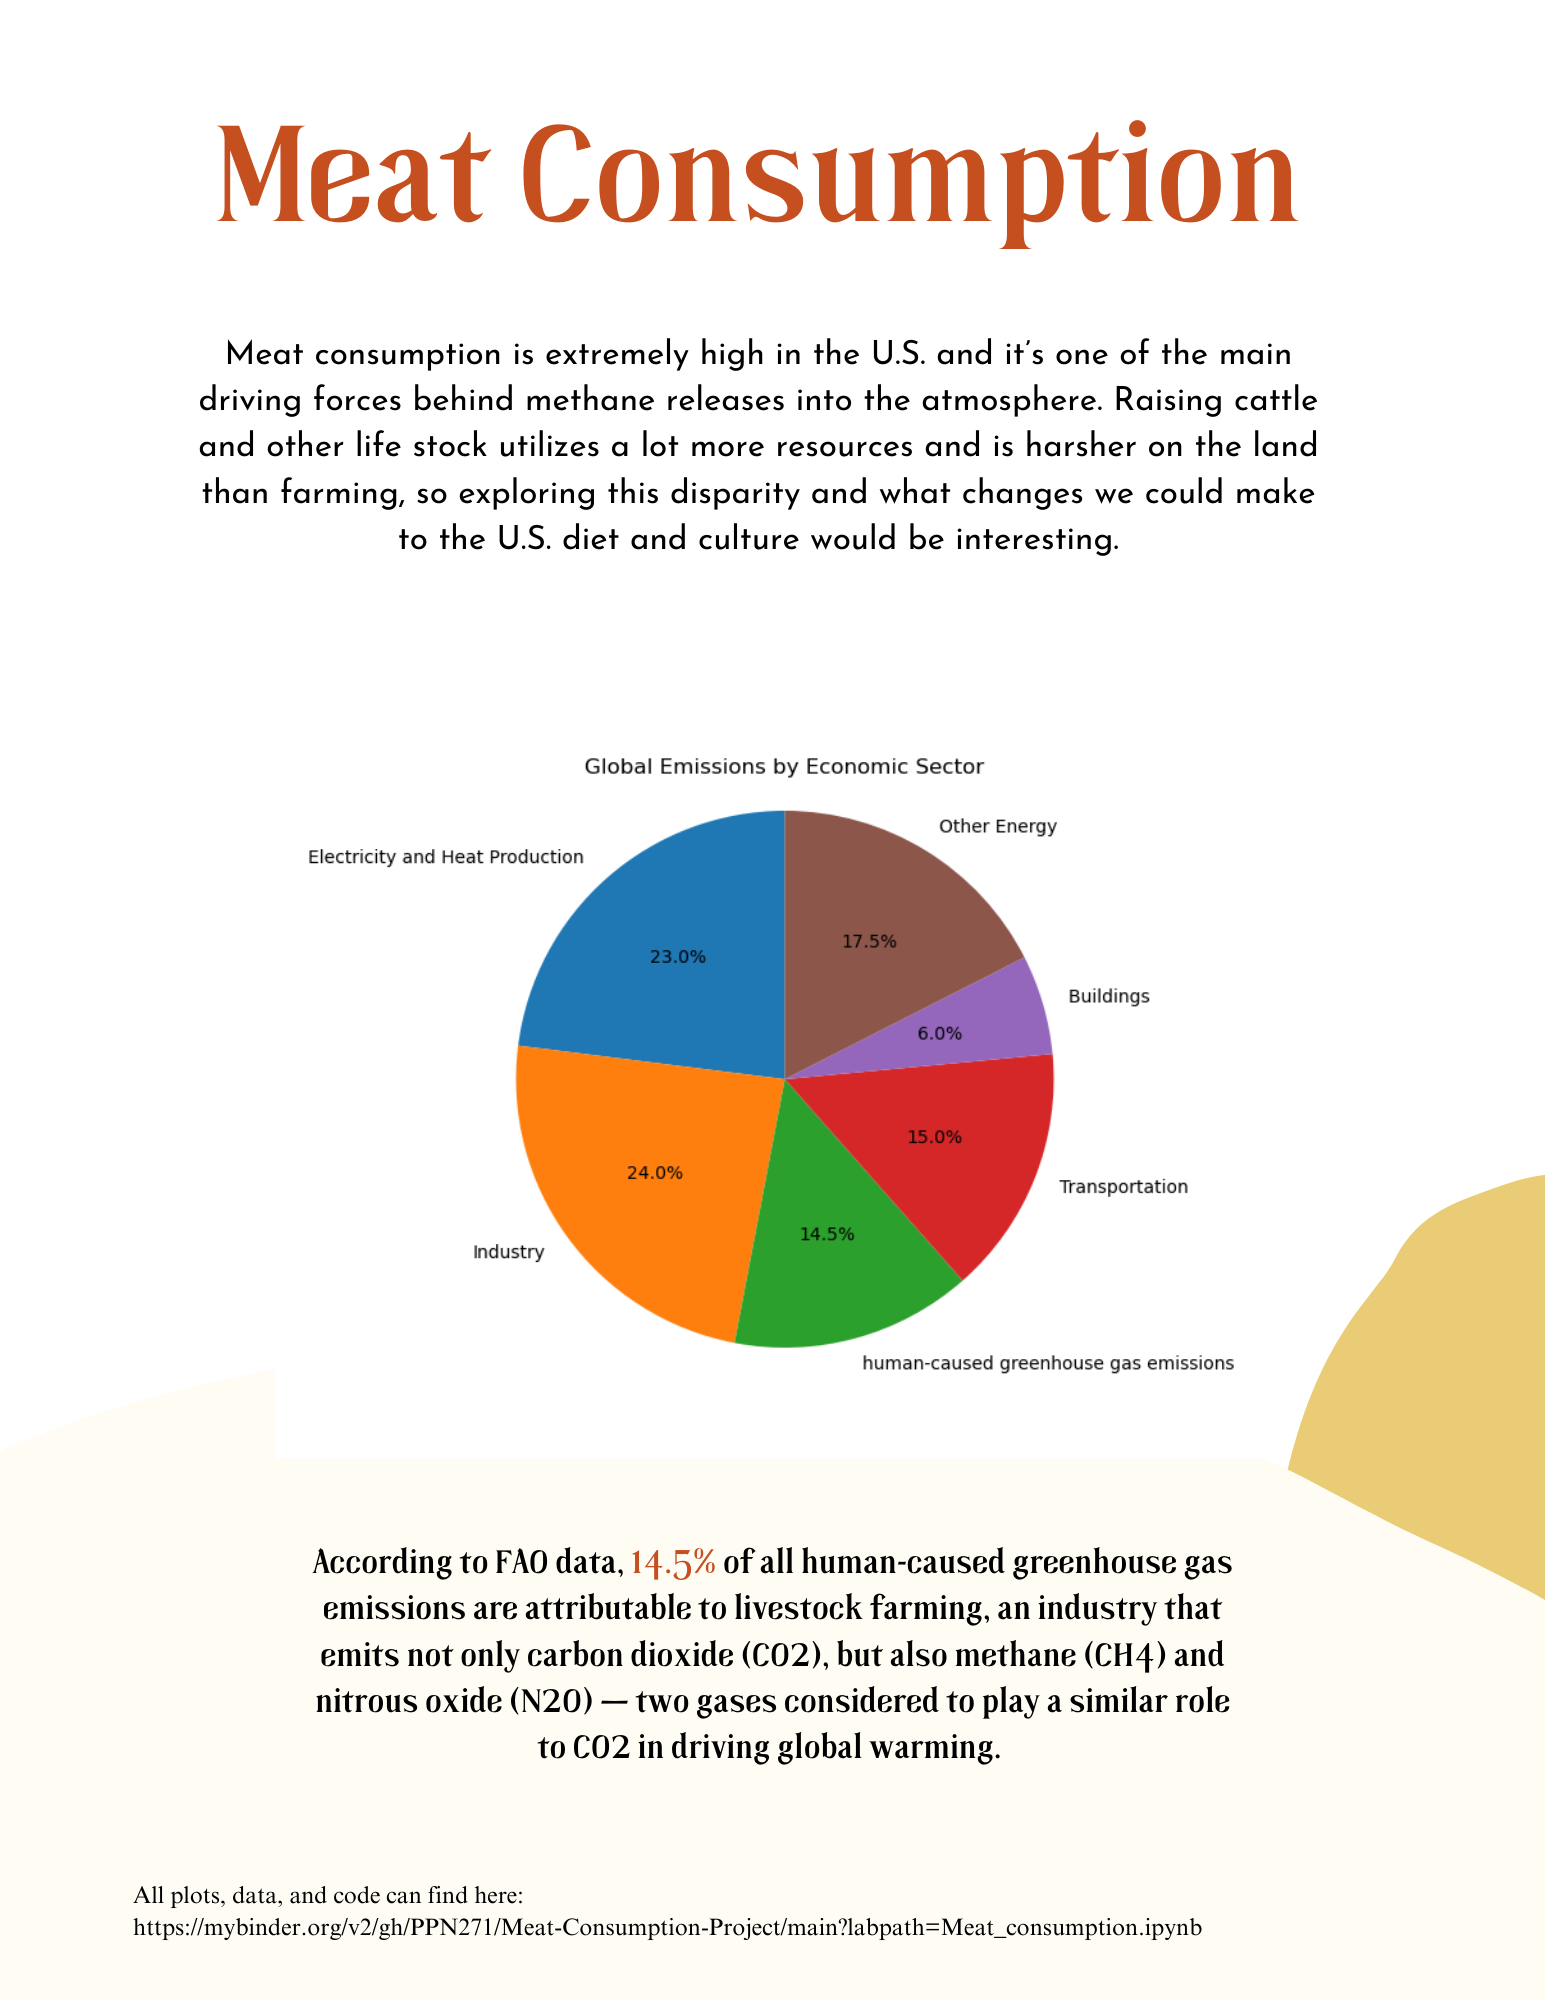 Meat Consumption
Meat consumption is extremely high in the U.S. and it's one of the main
driving forces behind methane releases into the atmosphere. Raising cattle
and other life stock utilizes a lot more resources and is harsher on the land
than farming, so exploring this disparity and what changes we could make
to the U.S. diet and culture would be interesting.
Global Emissions by Economic Sector
Other Energy
Electricity and Heat Production
17.5%
23.0%
Buildings
6.0%
15.0%
24.0%
Transportation
14.5%
Industry
human-caused greenhouse gas emissions
According to FAO data, 14.5% of all human-caused greenhouse gas
emissions are attributable to livestock farming, an industry that
emits not only carbon dioxide (CO2), but also methane (CH4) and
nitrous oxide (N2O) — two gases considered to play a similar role
to CO2 in driving global warming.
All plots, data, and code can find here:
https://mybinder.org/v2/gh/PPN271/Meat-Consumption-Project/main?labpath=Meat_consumption.ipynb